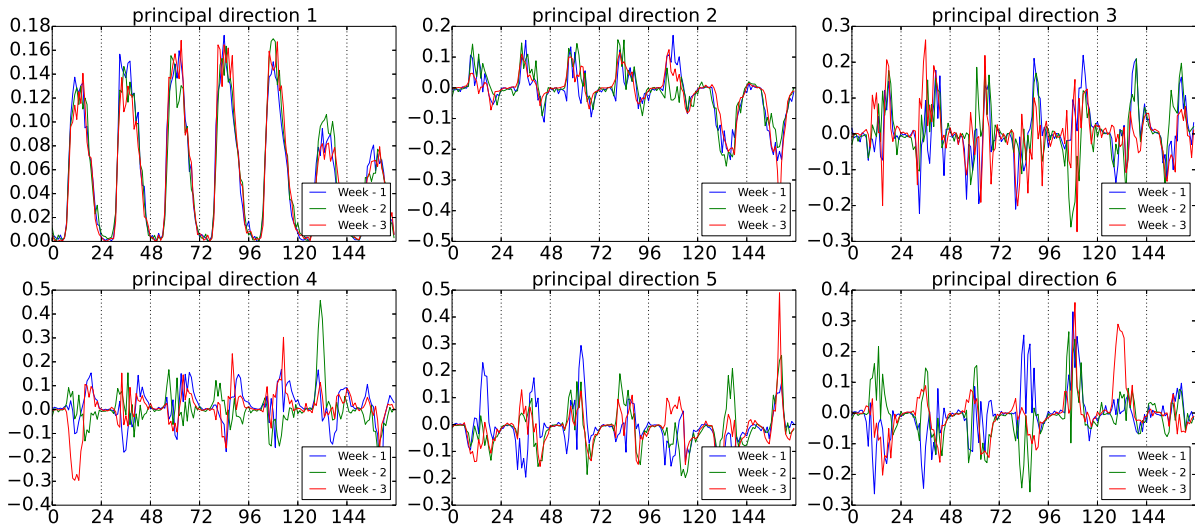 principal direction 1
0.18
0.16
0.14
0.12
0.10
0.08
0.06
0.04
0.02
0.00
Week - 1
Week - 2
Week - 3
0 24 48 72 96 120 144
principal direction 2
0.2
0.1
0.0
−0.1
−0.2
−0.3
−0.4
−0.5
Week - 1
Week - 2
Week - 3
0 24 48 72 96 120 144
principal direction 3
0.3
0.2
0.1
0.0
−0.1
−0.2
−0.3
Week - 1
Week - 2
Week - 3
0 24 48 72 96 120 144
principal direction 4
0.5
0.4
0.3
0.2
0.1
0.0
−0.1
−0.2
−0.3
−0.4
Week - 1
Week - 2
Week - 3
0 24 48 72 96 120 144
principal direction 5
0.5
0.4
0.3
0.2
0.1
0.0
−0.1
−0.2
−0.3
Week - 1
Week - 2
Week - 3
0 24 48 72 96 120 144
principal direction 6
0.4
0.3
0.2
0.1
0.0
−0.1
−0.2
−0.3
Week - 1
Week - 2
Week - 3
0 24 48 72 96 120 144